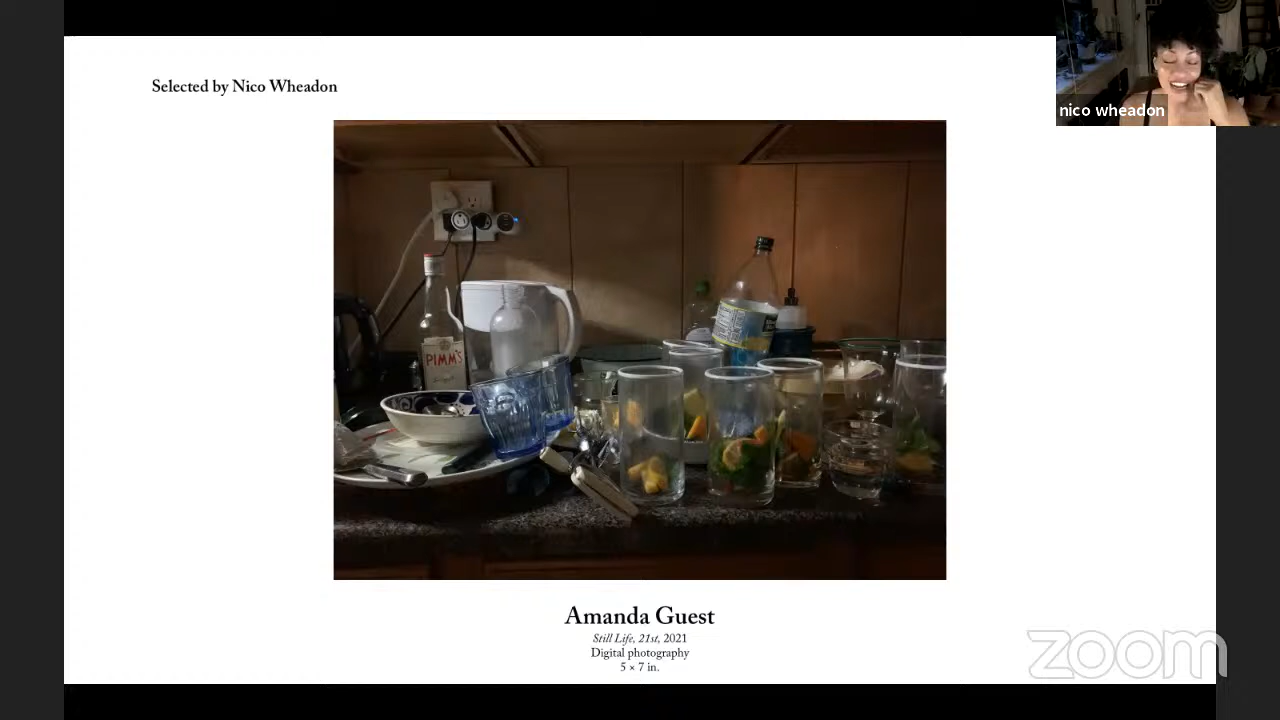 Selected by Nico Wheadon
nico wheadon
PIMM'S
Amanda Guest
Still Life, 21st, 2021
Digital photography
5 × 7 in.
zoom